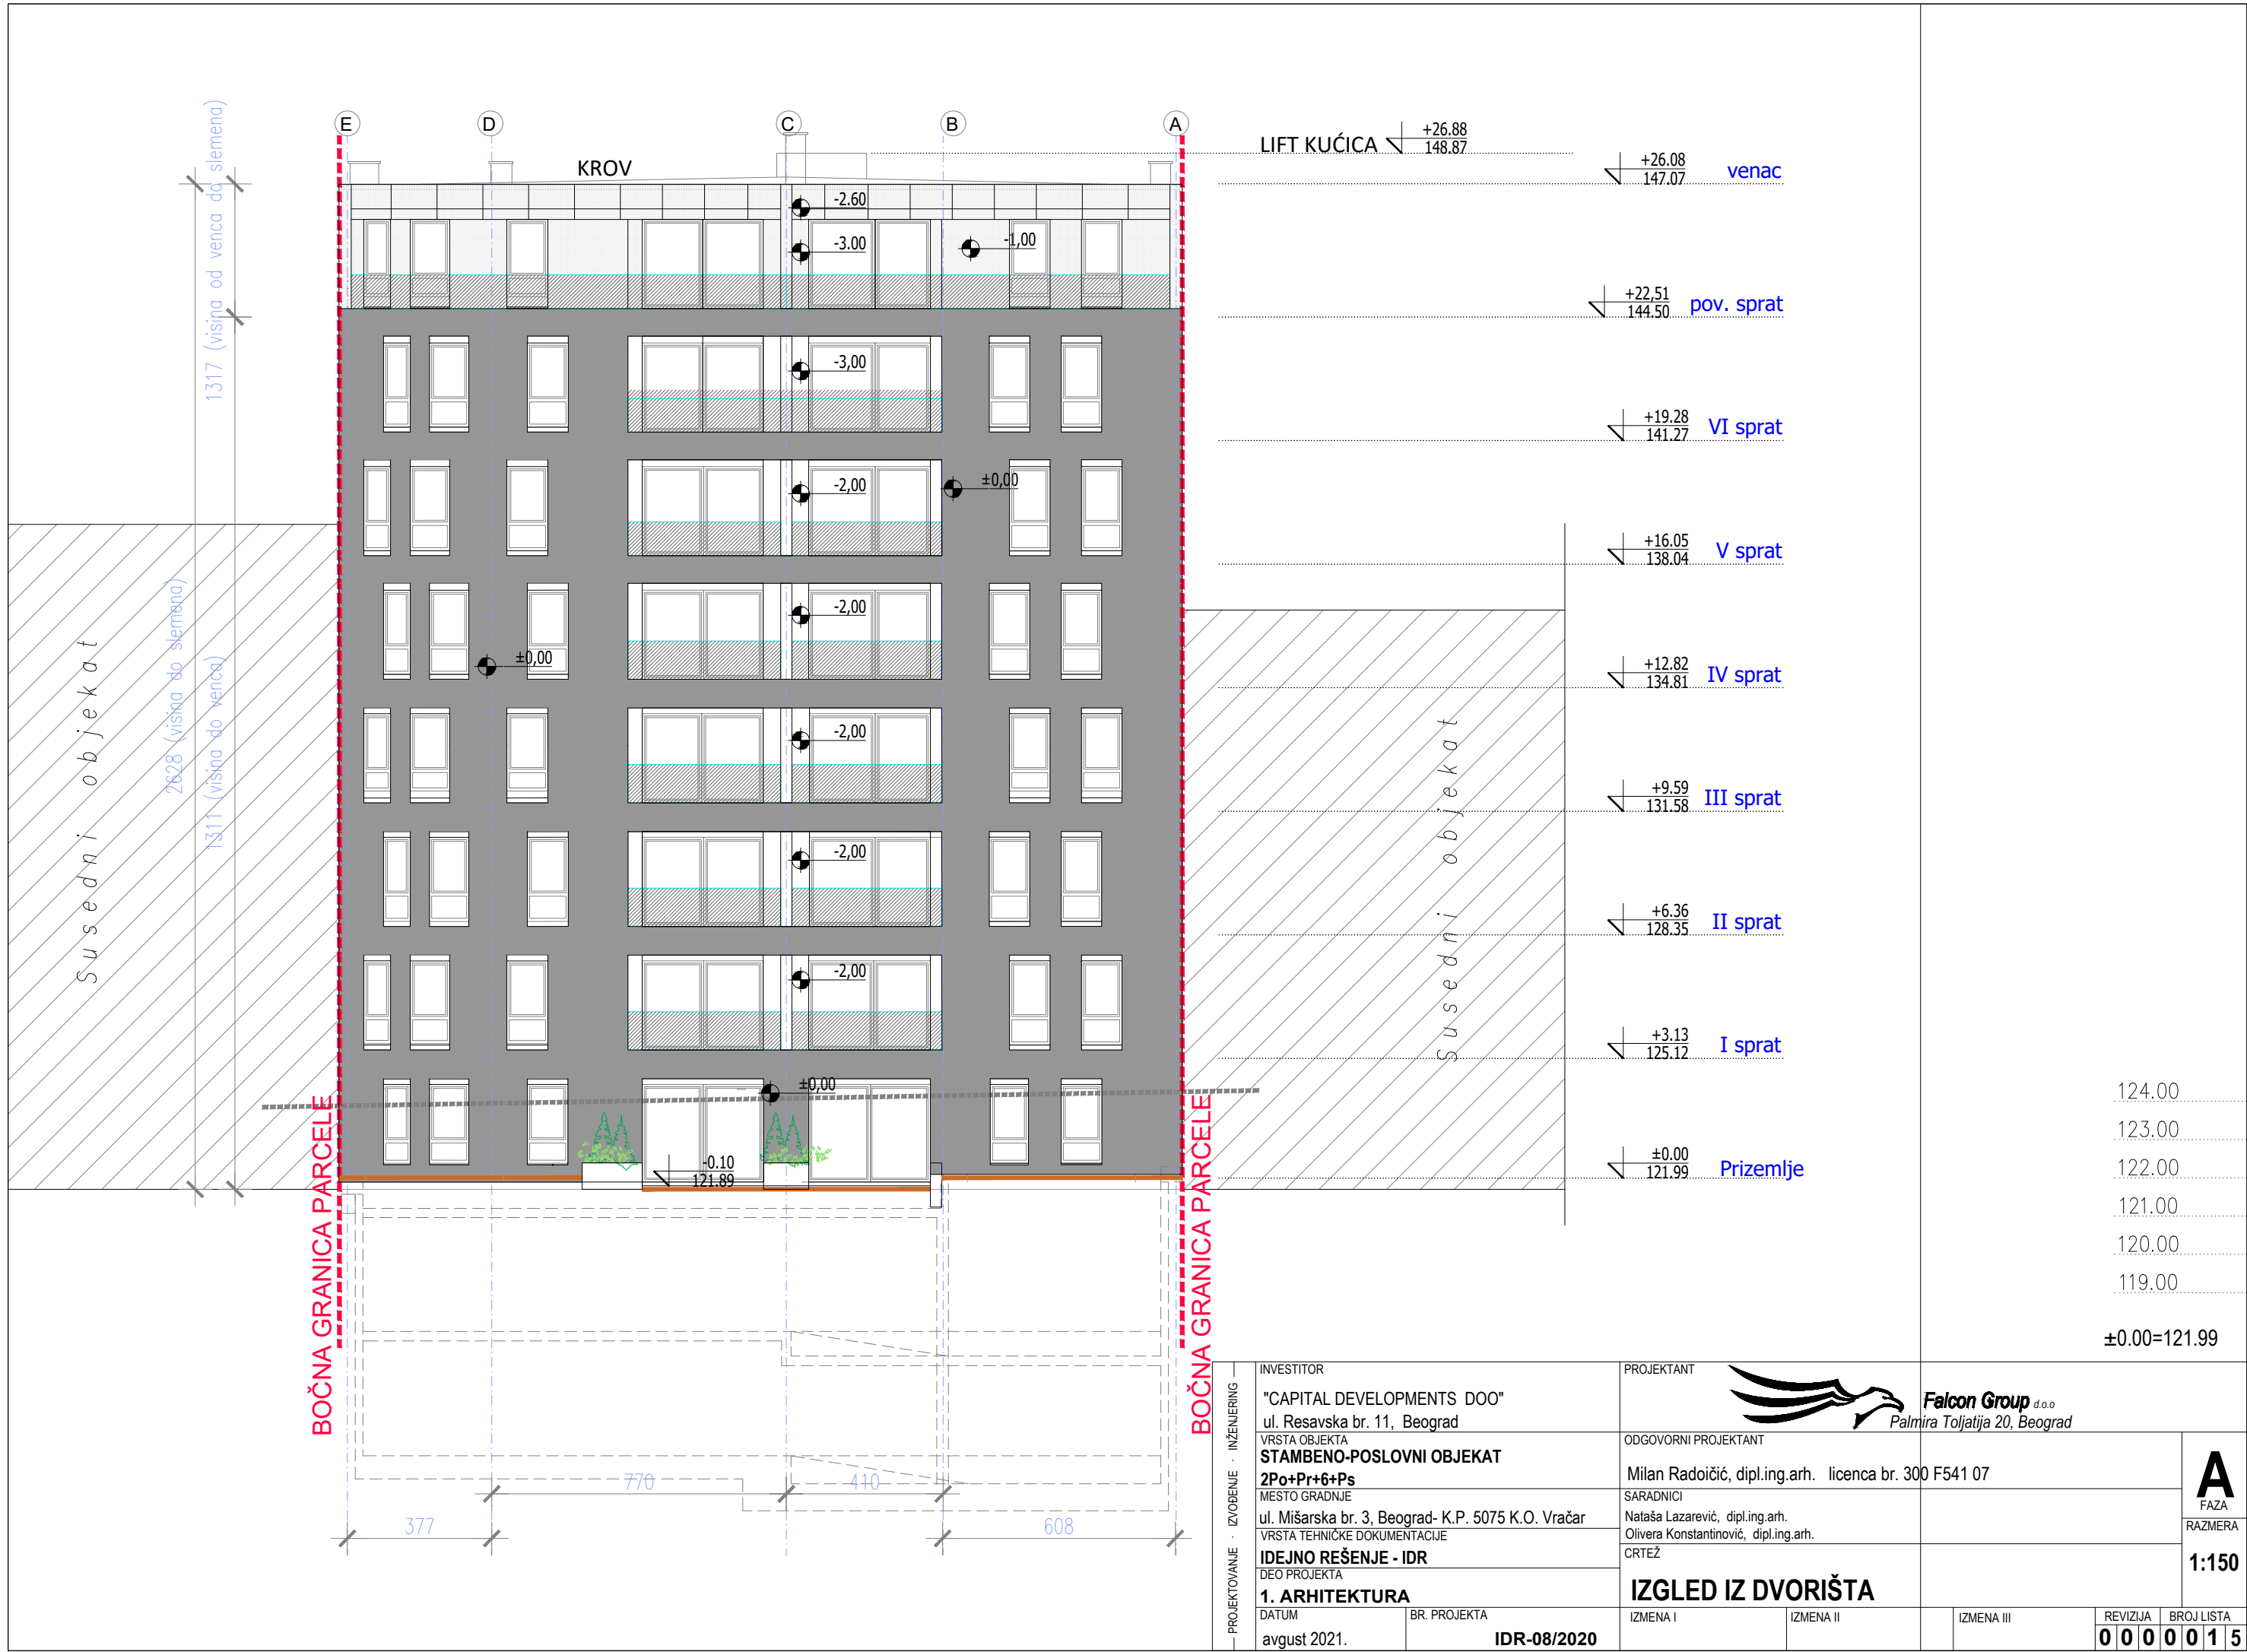 E
D
C
B
A
KROV
LIFT KUĆICA
+26.88
148.87
+26.08
147.07
venac
+22,51
144.50
pov. sprat
+19.28
141.27
VI sprat
+16.05
138.04
V sprat
+12.82
134.81
IV sprat
+9.59
131.58
III sprat
+6.36
128.35
II sprat
+3.13
125.12
I sprat
±0.00
121.99
Prizemlje
-2.60
-3.00
-1,00
-3,00
-2,00
±0,00
-2,00
±0,00
-2,00
-2,00
-2,00
±0,00
-0.10
121.89
1317 (visina od venca do slemena)
2628 (visina do slemena)
1311 (visina do venca)
Susedni objekat
Susedni objekat
BOČNA GRANICA PARCELE
BOČNA GRANICA PARCELE
770
410
377
608
124.00
123.00
122.00
121.00
120.00
119.00
±0.00=121.99
PROJEKTOVANJE · IZVOĐENJE · INŽENJERING
INVESTITOR
"CAPITAL DEVELOPMENTS DOO"
ul. Resavska br. 11, Beograd
VRSTA OBJEKTA
STAMBENO-POSLOVNI OBJEKAT
2Po+Pr+6+Ps
MESTO GRADNJE
ul. Mišarska br. 3, Beograd- K.P. 5075 K.O. Vračar
VRSTA TEHNIČKE DOKUMENTACIJE
IDEJNO REŠENJE - IDR
DEO PROJEKTA
1. ARHITEKTURA
DATUM
avgust 2021.
BR. PROJEKTA
IDR-08/2020
PROJEKTANT
Falcon Group d.o.o
Palmira Toljatija 20, Beograd
ODGOVORNI PROJEKTANT
Milan Radoičić, dipl.ing.arh. licenca br. 300 F541 07
SARADNICI
Nataša Lazarević, dipl.ing.arh.
Olivera Konstantinović, dipl.ing.arh.
CRTEŽ
IZGLED IZ DVORIŠTA
A
FAZA
RAZMERA
1:150
IZMENA I
IZMENA II
IZMENA III
REVIZIJA
BROJ LISTA
0 0 0 0 0 1 5